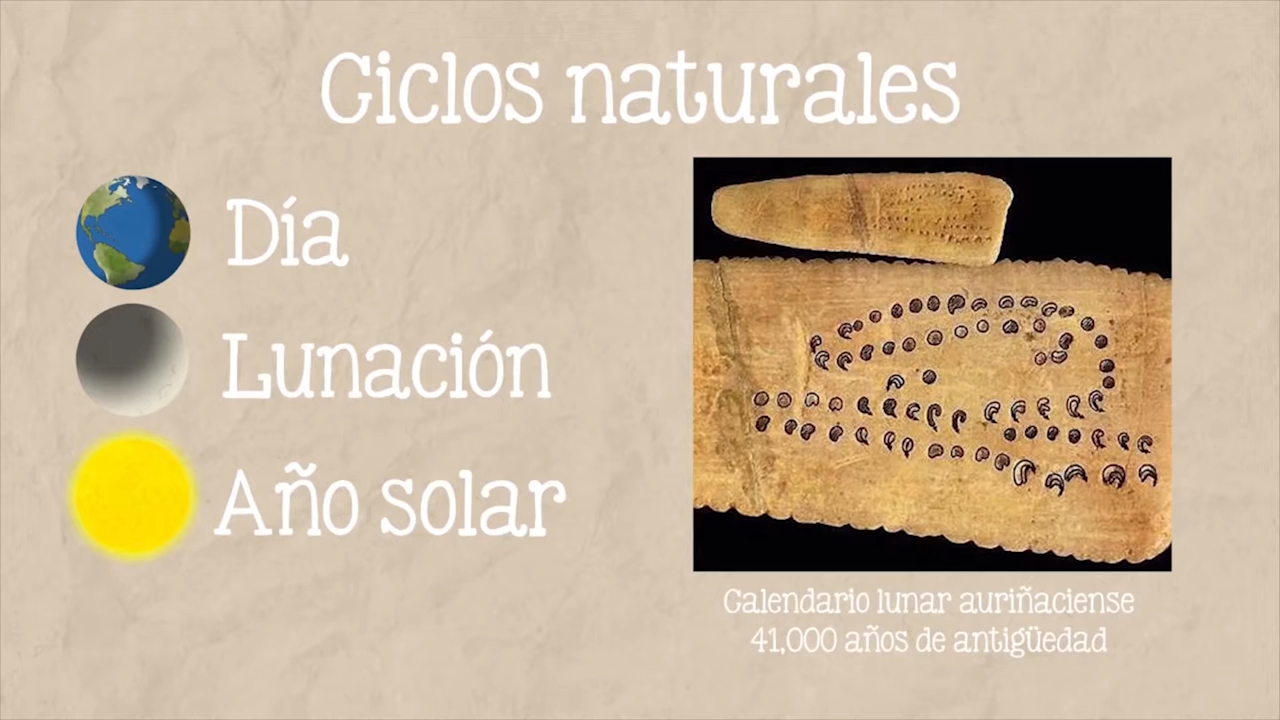 Ciclos naturales
Día
Lunación
Año solar
Calendario lunar auriñaciense
41,000 años de antigüedad